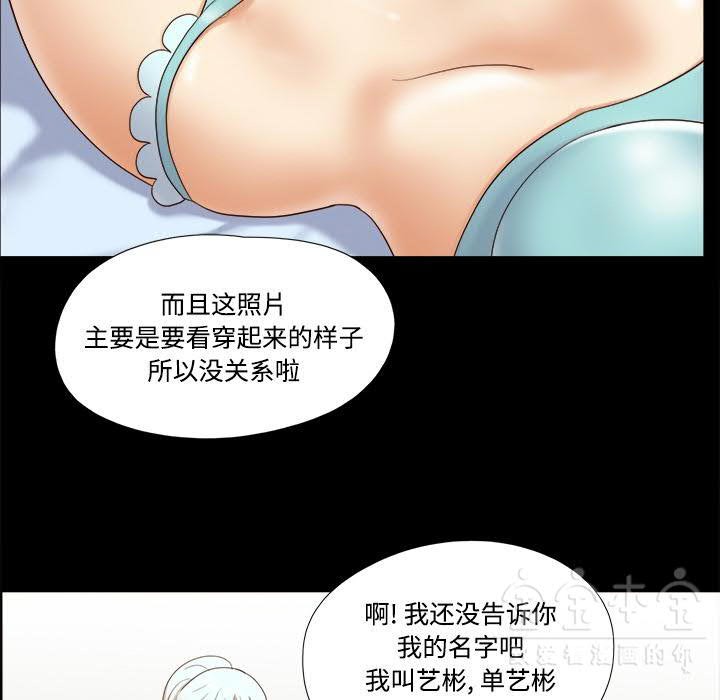 而且这照片
主要是要看穿起来的样子
所以没关系啦
啊! 我还没告诉你
我的名字吧
我叫艺彬, 单艺彬